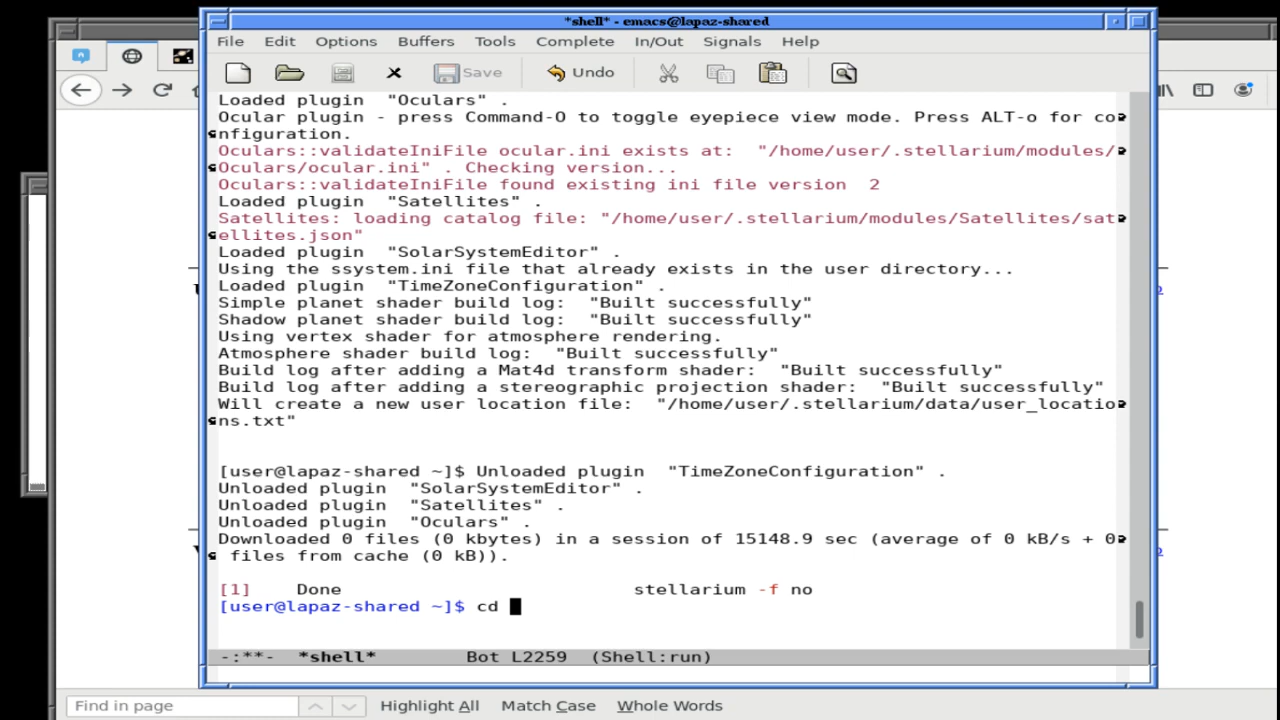 *shell* - emacs@lapaz-shared
File Edit Options Buffers Tools Complete In/Out Signals Help
Save Undo
Loaded plugin  "Oculars" .
Ocular plugin - press Command-O to toggle eyepiece view mode. Press ALT-o for co
nfiguration.
Oculars::validateIniFile ocular.ini exists at:  "/home/user/.stellarium/modules/
Oculars/ocular.ini" . Checking version...
Oculars::validateIniFile found existing ini file version  2
Loaded plugin  "Satellites" .
Satellites: loading catalog file: "/home/user/.stellarium/modules/Satellites/sat
ellites.json"
Loaded plugin  "SolarSystemEditor" .
Using the ssystem.ini file that already exists in the user directory...
Loaded plugin  "TimeZoneConfiguration" .
Simple planet shader build log:  "Built successfully"
Shadow planet shader build log:  "Built successfully"
Using vertex shader for atmosphere rendering.
Atmosphere shader build log:  "Built successfully"
Build log after adding a Mat4d transform shader:  "Built successfully"
Build log after adding a stereographic projection shader:  "Built successfully"
Will create a new user location file:  "/home/user/.stellarium/data/user_locatio
ns.txt"
[user@lapaz-shared ~]$ Unloaded plugin  "TimeZoneConfiguration" .
Unloaded plugin  "SolarSystemEditor" .
Unloaded plugin  "Satellites" .
Unloaded plugin  "Oculars" .
Downloaded 0 files (0 kbytes) in a session of 15148.9 sec (average of 0 kB/s + 0
 files from cache (0 kB)).
[1]    Done                          stellarium -f no
[user@lapaz-shared ~]$ cd
-:**-  *shell*        Bot L2259  (Shell:run)
Find in page Highlight All Match Case Whole Words